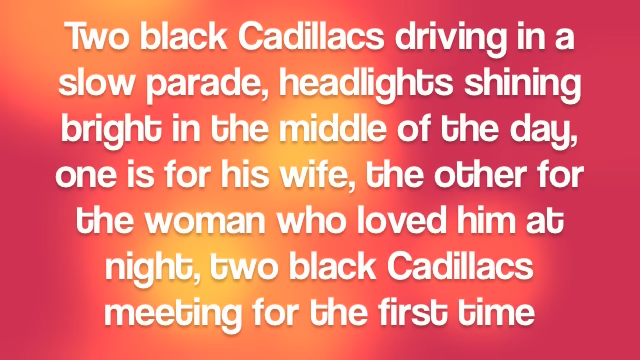 Two black Cadillacs driving in a
slow parade, headlights shining
bright in the middle of the day,
one is for his wife, the other for
the woman who loved him at
night, two black Cadillacs
meeting for the first time